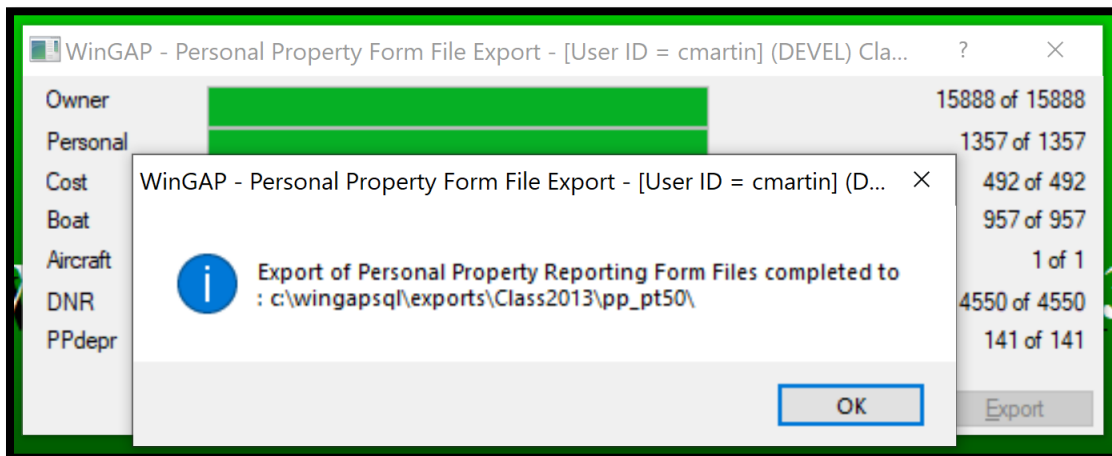 WinGAP - Personal Property Form File Export - [User ID = cmartin] (DEVEL) Cla...
Owner 15888 of 15888
Personal 1357 of 1357
Cost 492 of 492
Boat 957 of 957
Aircraft 1 of 1
DNR 4550 of 4550
PPdepr 141 of 141
Export
WinGAP - Personal Property Form File Export - [User ID = cmartin] (D...
Export of Personal Property Reporting Form Files completed to
: c:\wingapsql\exports\Class2013\pp_pt50\
OK